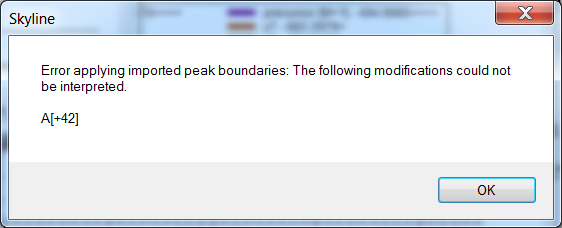 Skyline
Error applying imported peak boundaries: The following modifications could not
be interpreted.
A[+42]
OK